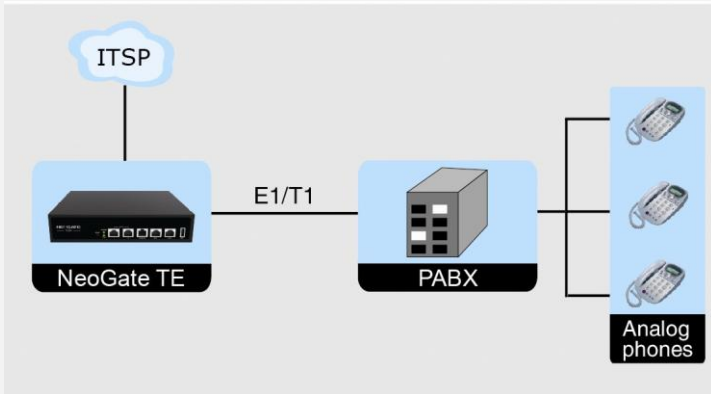 ITSP
E1/T1
NeoGate TE
PABX
Analog
phones